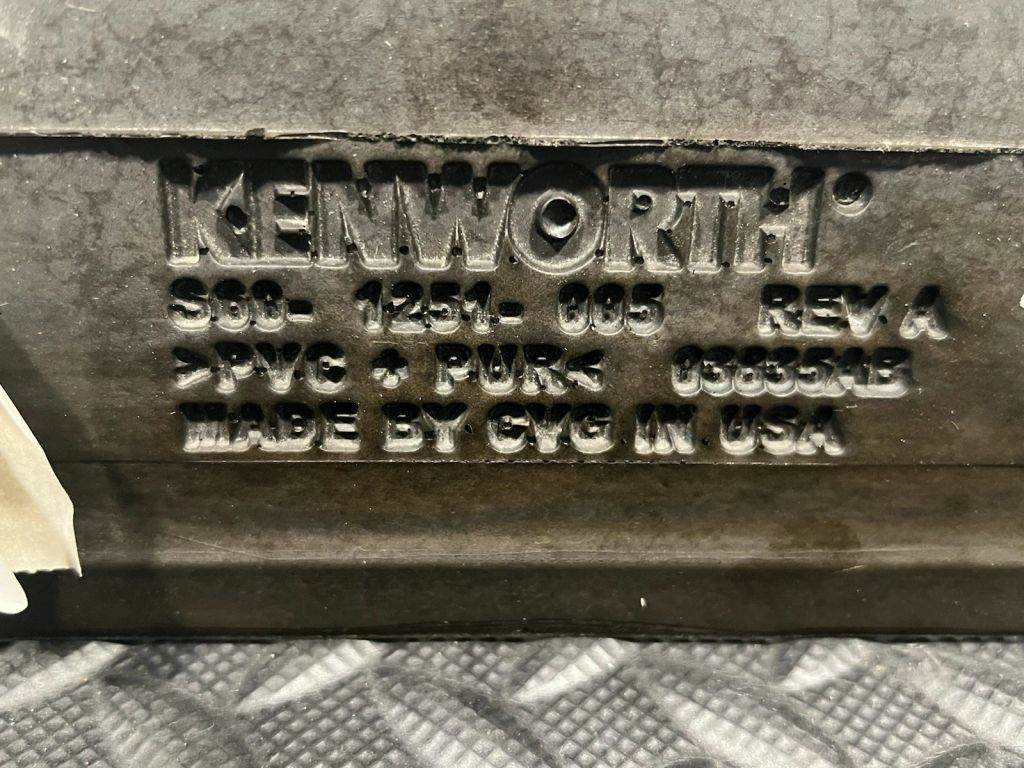 KENWORTH
S60- 1251- 005 REV A
>PVC + PUR< 03835AB
MADE BY CVG IN USA